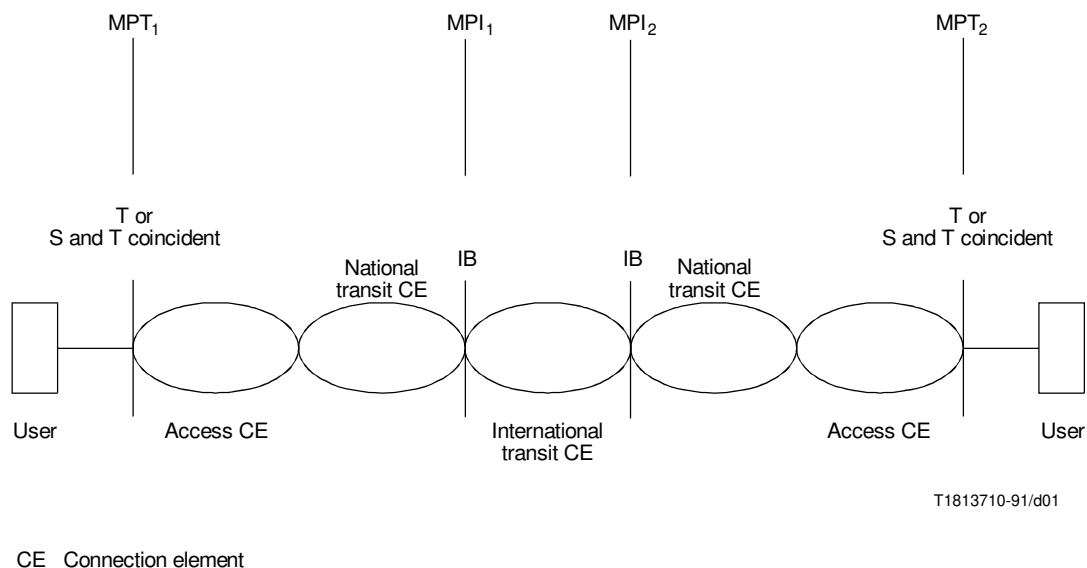 MPT1
MPI1
MPI2
MPT2
T or
S and T coincident
T or
S and T coincident
IB
IB
National
transit CE
National
transit CE
User
Access CE
International
transit CE
Access CE
User
T1813710-91/d01
CE Connection element